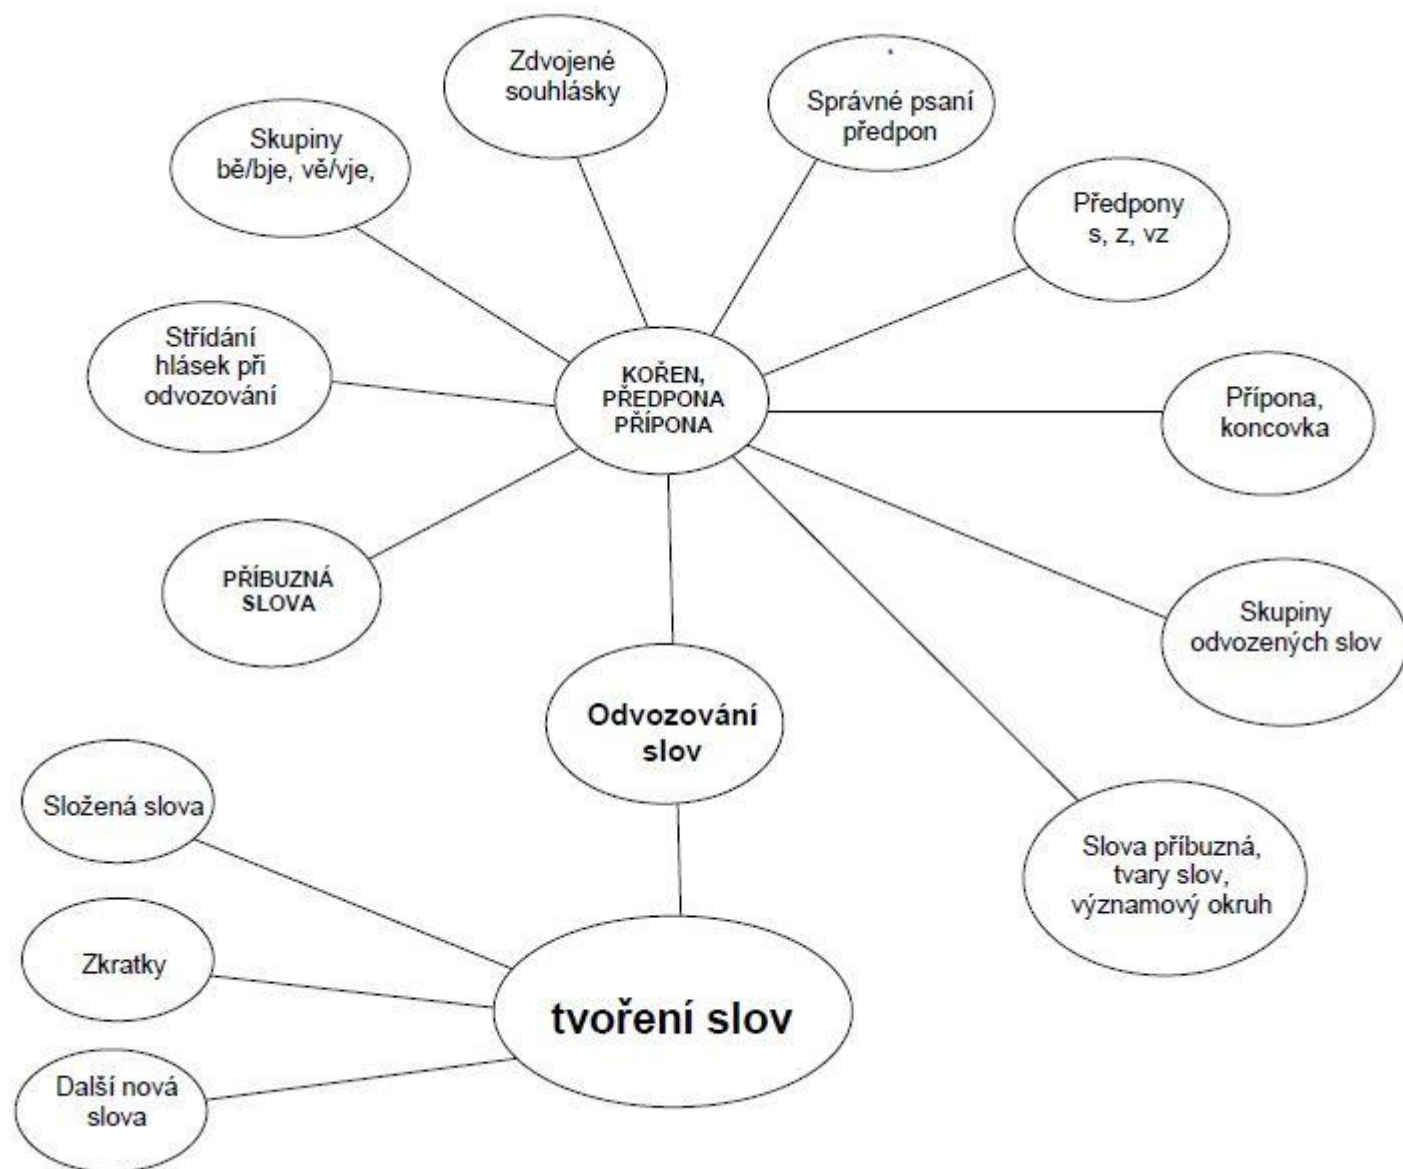 Zdvojené
souhlásky
Správné psaní
předpon
Skupiny
bě/bje, vě/vje,
Předpony
s, z, vz
Střídání
hlásek při
odvozování
KOŘEN,
PŘEDPONA
PŘÍPONA
Přípona,
koncovka
PŘÍBUZNÁ
SLOVA
Skupiny
odvozených slov
Odvozování
slov
Složená slova
Slova příbuzná,
tvary slov,
významový okruh
Zkratky
tvoření slov
Další nová
slova